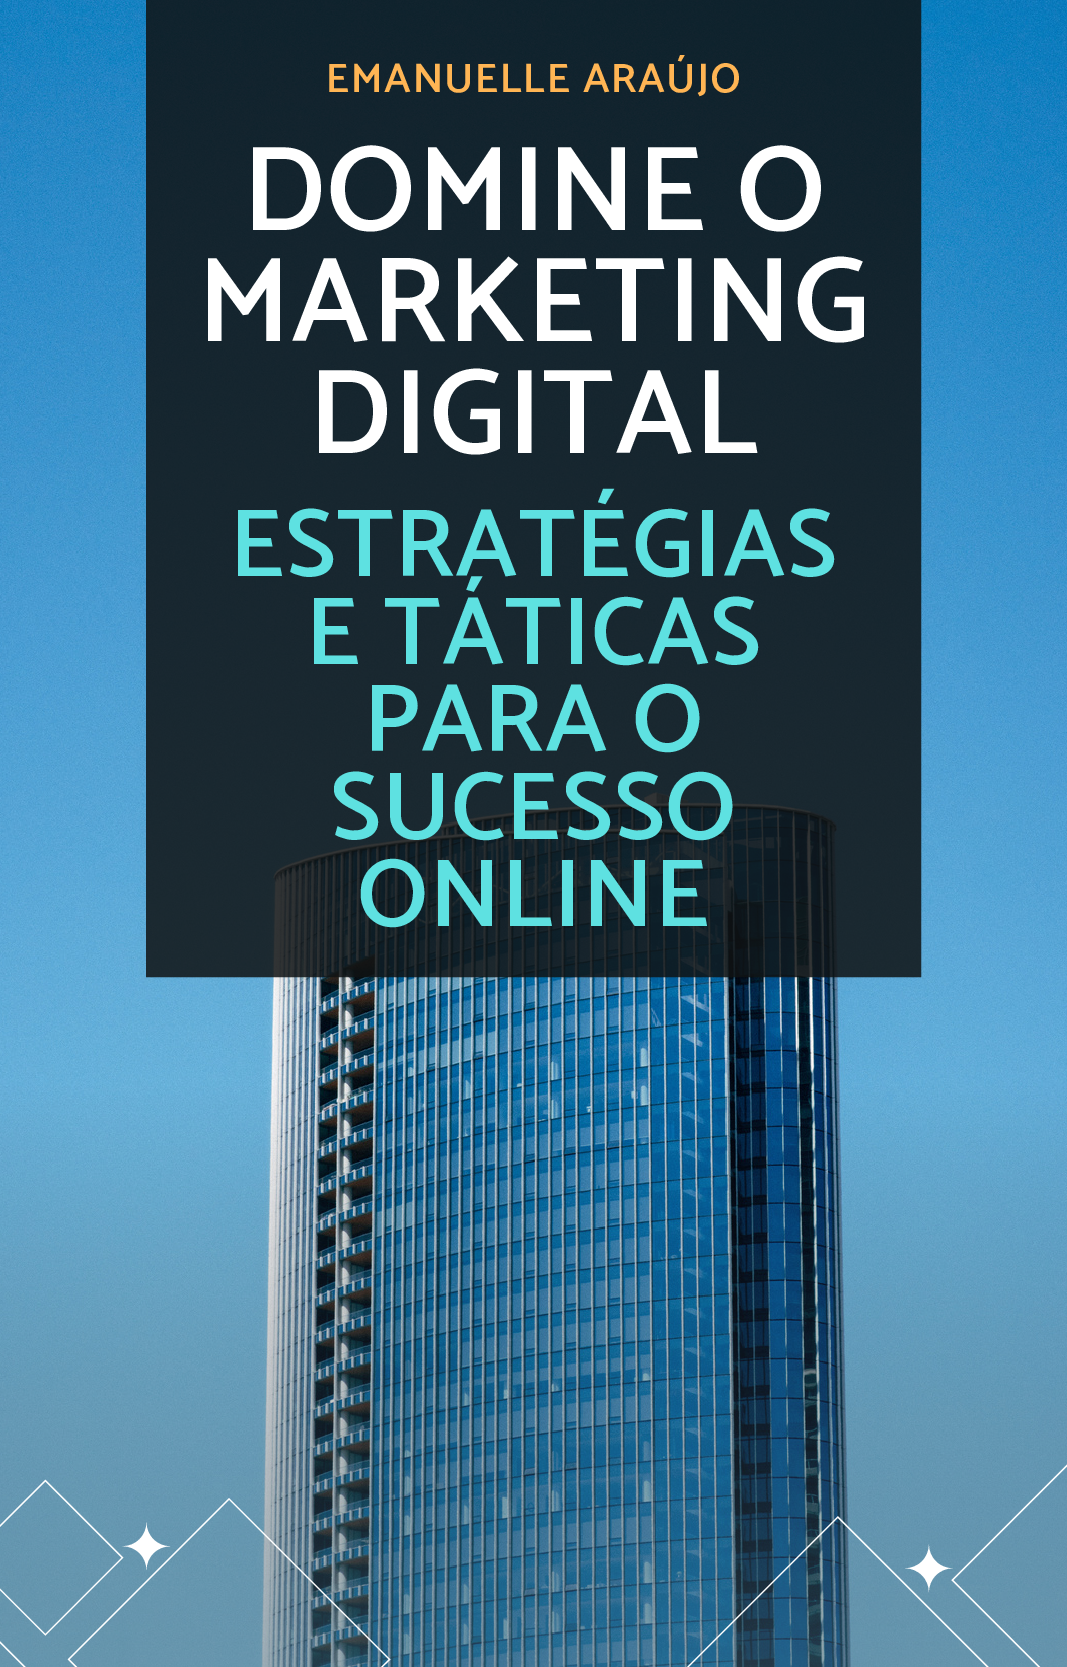 EMANUELLE ARAÚJO
DOMINE O
MARKETING
DIGITAL
ESTRATÉGIAS
E TÁTICAS
PARA O
SUCESSO
ONLINE